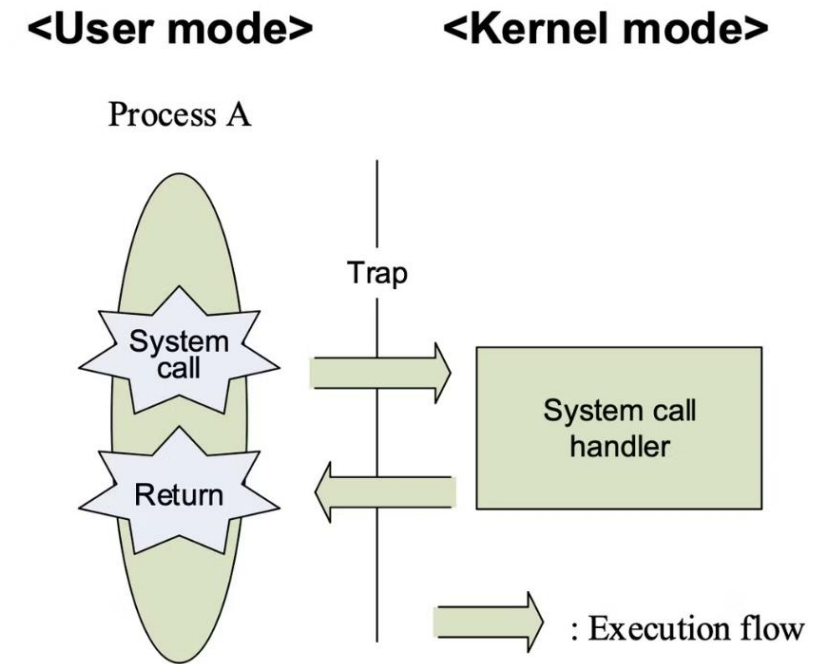 <User mode>
<Kernel mode>
Process A
Trap
System
call
System call
handler
Return
: Execution flow